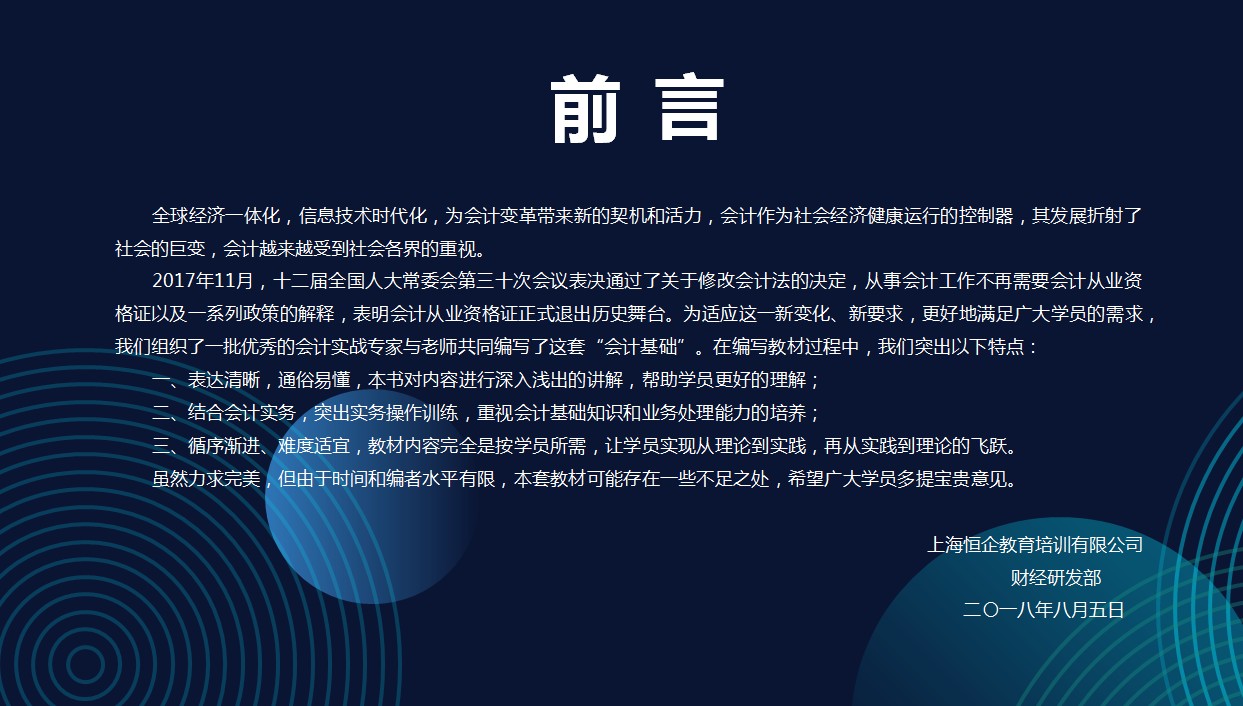 前 言
全球经济一体化，信息技术时代化，为会计变革带来新的契机和活力，会计作为社会经济健康运行的控制器，其发展折射了
社会的巨变，会计越来越受到社会各界的重视。
2017年11月，十二届全国人大常委会第三十次会议表决通过了关于修改会计法的决定，从事会计工作不再需要会计从业资
格证以及一系列政策的解释，表明会计从业资格证正式退出历史舞台。为适应这一新变化、新要求，更好地满足广大学员的需求，
我们组织了一批优秀的会计实战专家与老师共同编写了这套“会计基础”。在编写教材过程中，我们突出以下特点：
一、表达清晰，通俗易懂，本书对内容进行深入浅出的讲解，帮助学员更好的理解；
二、结合会计实务，突出实务操作训练，重视会计基础知识和业务处理能力的培养；
三、循序渐进、难度适宜，教材内容完全是按学员所需，让学员实现从理论到实践，再从实践到理论的飞跃。
虽然力求完美，但由于时间和编者水平有限，本套教材可能存在一些不足之处，希望广大学员多提宝贵意见。
上海恒企教育培训有限公司
财经研发部
二〇一八年八月五日